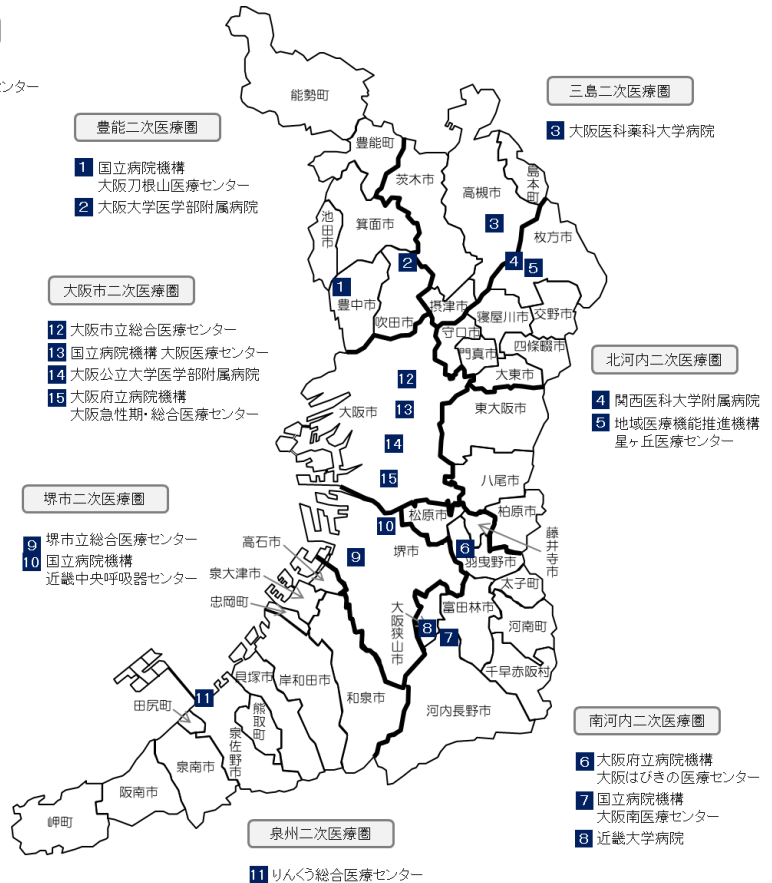 ンター
能勢町
三島二次医療圏
3 大阪医科薬科大学病院
豊能二次医療圏
1 国立病院機構
大阪刀根山医療センター
2 大阪大学医学部附属病院
豊能町
茨木市
高槻市
島本町
池田市
箕面市
3
枚方市
2
4
5
1
豊中市
吹田市
摂津市
寝屋川市
交野市
守口市
門真市
四條畷市
大東市
大阪市二次医療圏
12 大阪市立総合医療センター
13 国立病院機構 大阪医療センター
14 大阪公立大学医学部附属病院
15 大阪府立病院機構
大阪急性期・総合医療センター
北河内二次医療圏
4 関西医科大学附属病院
5 地域医療機能推進機構
星ヶ丘医療センター
大阪市
12
13
14
15
東大阪市
八尾市
柏原市
堺市二次医療圏
9 堺市立総合医療センター
10 国立病院機構
近畿中央呼吸器センター
松原市
10
堺市
9
6
羽曳野市
藤井寺市
高石市
泉大津市
忠岡町
太子町
富田林市
大阪狭山市
8
7
河南町
千早赤阪村
貝塚市
岸和田市
和泉市
河内長野市
11
田尻町
熊取町
泉佐野市
泉南市
阪南市
岬町
南河内二次医療圏
6 大阪府立病院機構
大阪はびきの医療センター
7 国立病院機構
大阪南医療センター
8 近畿大学病院
泉州二次医療圏
11 りんくう総合医療センター